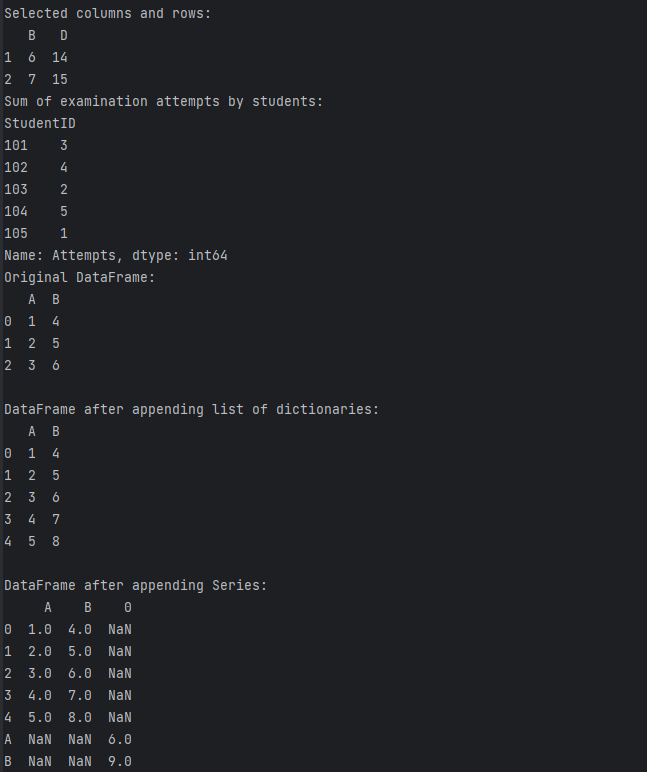 Selected columns and rows:
   B   D
1  6  14
2  7  15
Sum of examination attempts by students:
StudentID
101    3
102    4
103    2
104    5
105    1
Name: Attempts, dtype: int64
Original DataFrame:
   A  B
0  1  4
1  2  5
2  3  6

DataFrame after appending list of dictionaries:
   A  B
0  1  4
1  2  5
2  3  6
3  4  7
4  5  8

DataFrame after appending Series:
     A    B    0
0  1.0  4.0  NaN
1  2.0  5.0  NaN
2  3.0  6.0  NaN
3  4.0  7.0  NaN
4  5.0  8.0  NaN
A  NaN  NaN  6.0
B  NaN  NaN  9.0